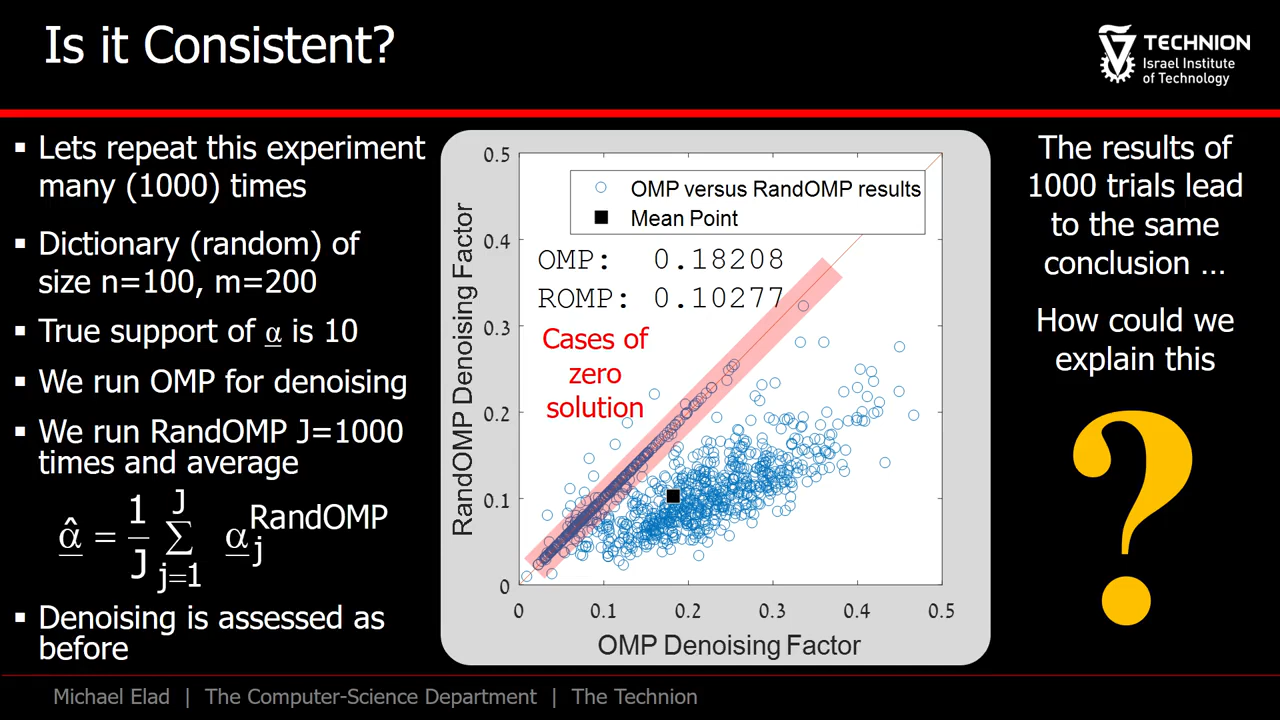 Is it Consistent?
TECHNION
Israel Institute
of Technology
▪ Lets repeat this experiment
many (1000) times
▪ Dictionary (random) of
size n=100, m=200
▪ True support of α is 10
▪ We run OMP for denoising
▪ We run RandOMP J=1000
times and average
α̂ = 1/J ∑ j=1 J α j RandOMP
▪ Denoising is assessed as
before
OMP versus RandOMP results
Mean Point
OMP: 0.18208
ROMP: 0.10277
Cases of
zero
solution
RandOMP Denoising Factor
0.5
0.4
0.3
0.2
0.1
0
0 0.1 0.2 0.3 0.4 0.5
OMP Denoising Factor
The results of
1000 trials lead
to the same
conclusion …
How could we
explain this
?
Michael Elad | The Computer-Science Department | The Technion